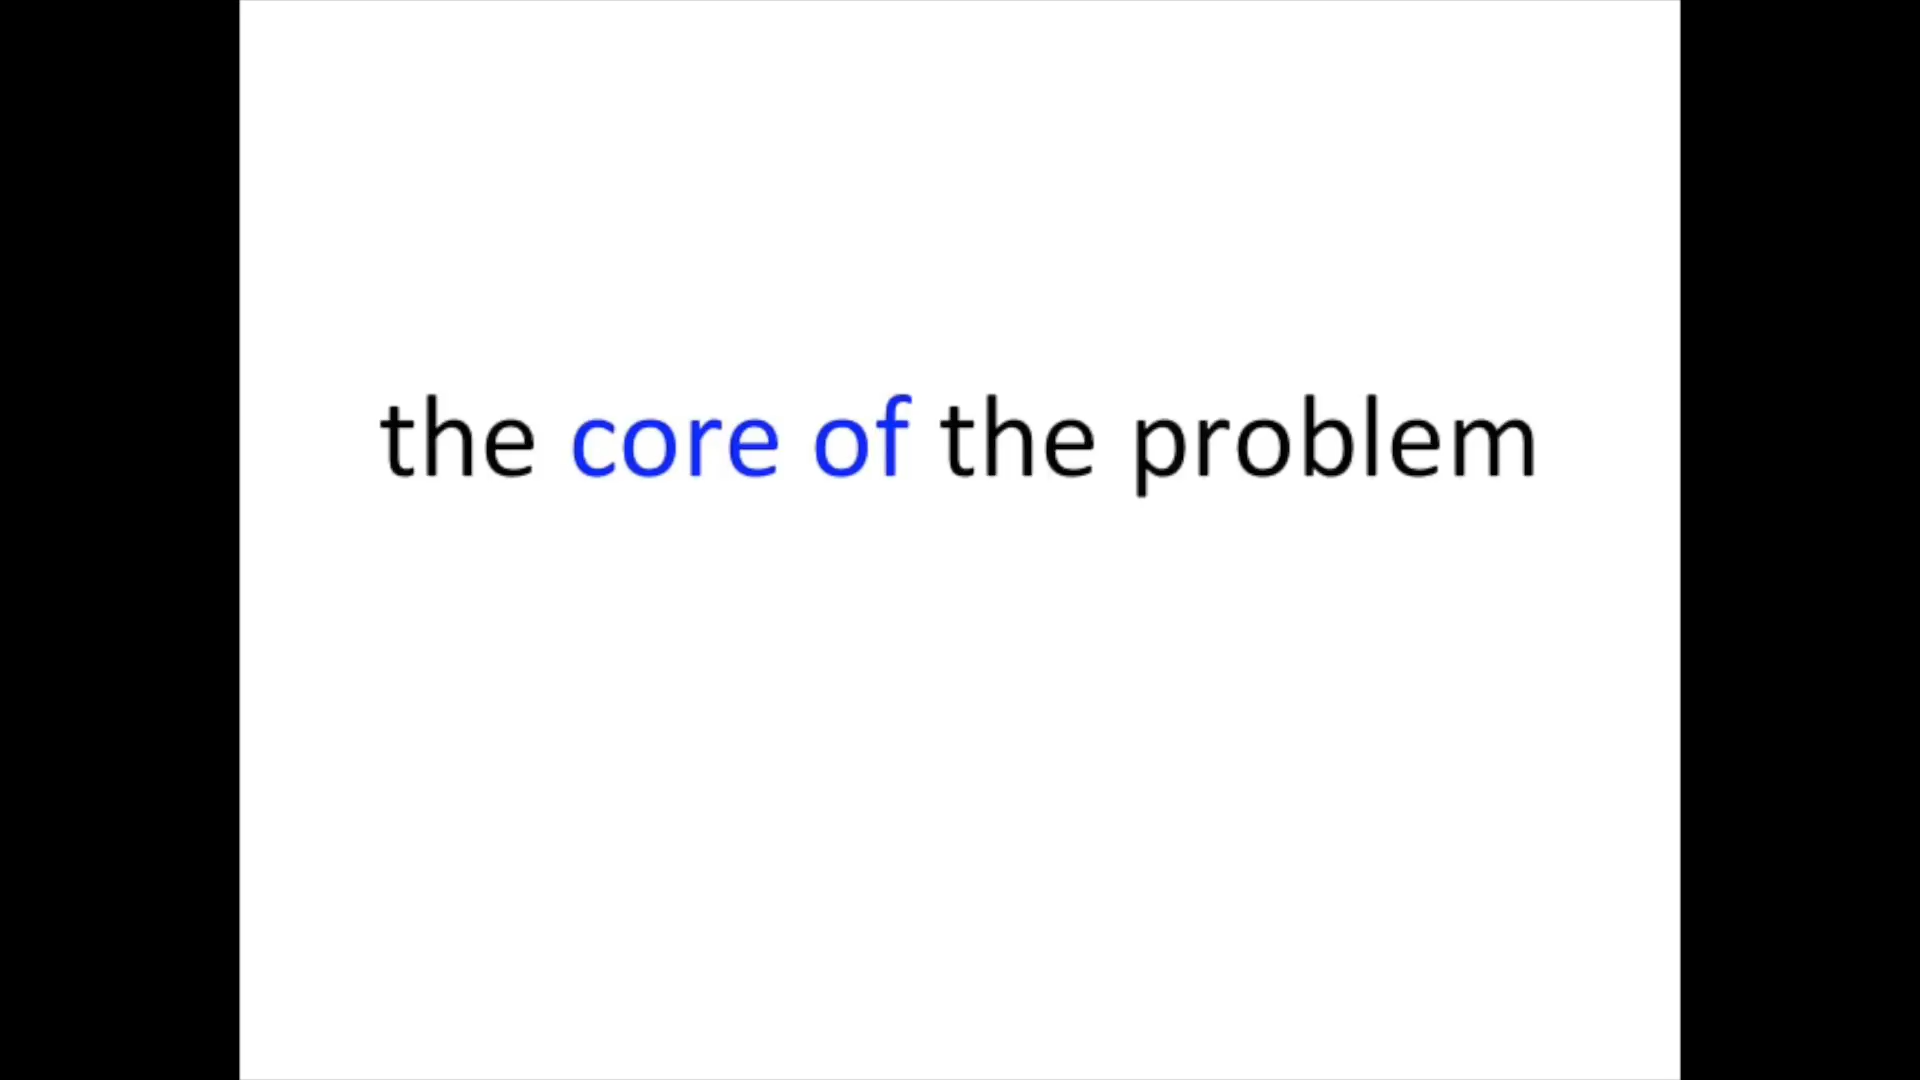 the core of the problem